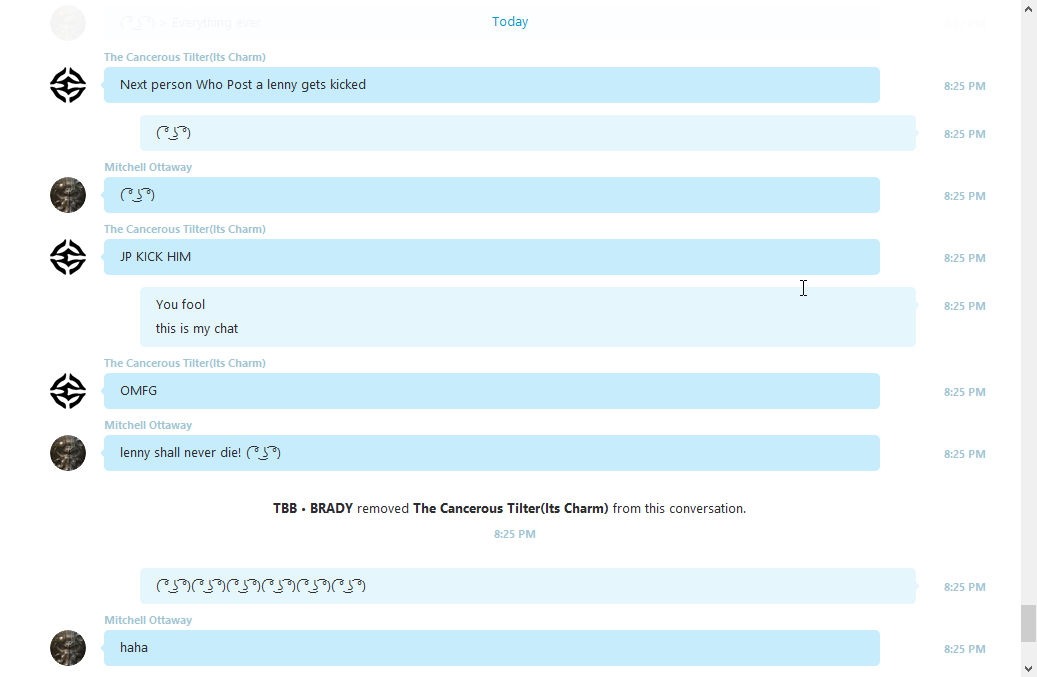 ( ͡° ͜ʖ ͡°) > Everything ever
Today
The Cancerous Tilter(Its Charm)
Next person Who Post a lenny gets kicked
8:25 PM
( ͡° ͜ʖ ͡°)
8:25 PM
Mitchell Ottaway
( ͡° ͜ʖ ͡°)
8:25 PM
The Cancerous Tilter(Its Charm)
JP KICK HIM
8:25 PM
You fool
8:25 PM
this is my chat
The Cancerous Tilter(Its Charm)
OMFG
8:25 PM
Mitchell Ottaway
lenny shall never die! ( ͡° ͜ʖ ͡°)
8:25 PM
TBB • BRADY removed The Cancerous Tilter(Its Charm) from this conversation.
8:25 PM
( ͡° ͜ʖ ͡°)( ͡° ͜ʖ ͡°)( ͡° ͜ʖ ͡°)( ͡° ͜ʖ ͡°)( ͡° ͜ʖ ͡°)( ͡° ͜ʖ ͡°)
8:25 PM
Mitchell Ottaway
haha
8:25 PM